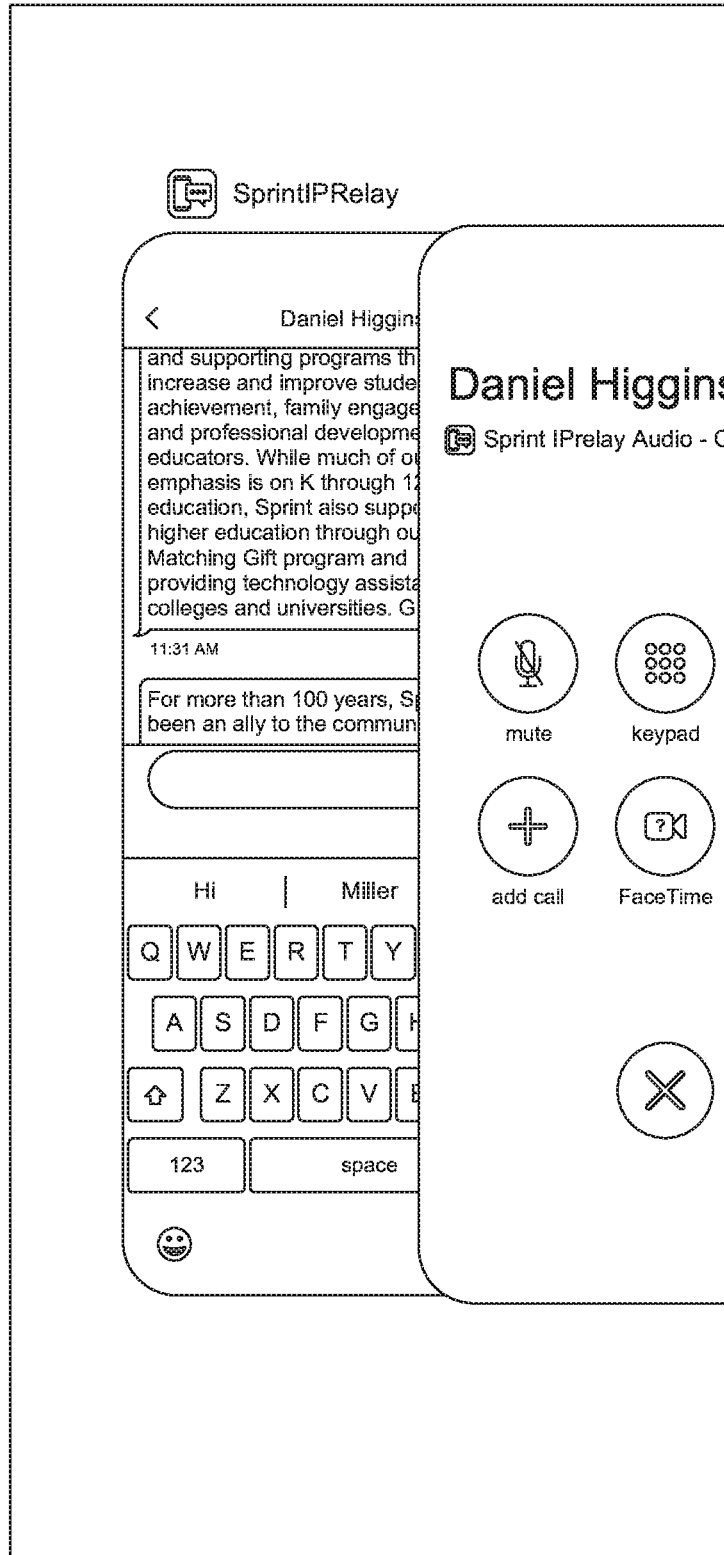 SprintIPRelay
Daniel Higgins
and supporting programs th
increase and improve stude
achievement, family engage
and professional developme
educators. While much of ou
emphasis is on K through 12
education, Sprint also suppo
higher education through ou
Matching Gift program and
providing technology assista
colleges and universities. G
11:31 AM
For more than 100 years, Sp
been an ally to the commun
Hi | Miller
Q W E R T Y
A S D F G H
Z X C V B
123 space
Daniel Higgins
Sprint IPrelay Audio - C
mute keypad
add call FaceTime